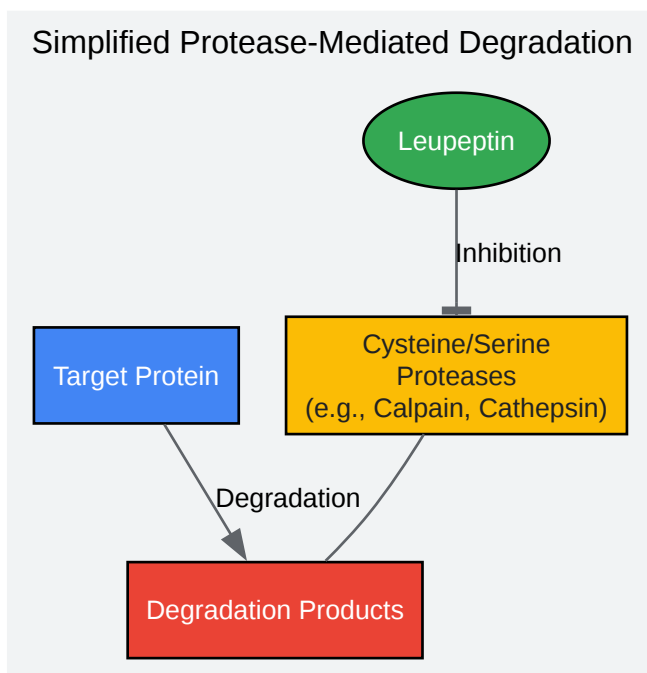 Simplified Protease-Mediated Degradation
Leupeptin
Inhibition
Cysteine/Serine
Proteases
(e.g., Calpain, Cathepsin)
Target Protein
Degradation
Degradation Products